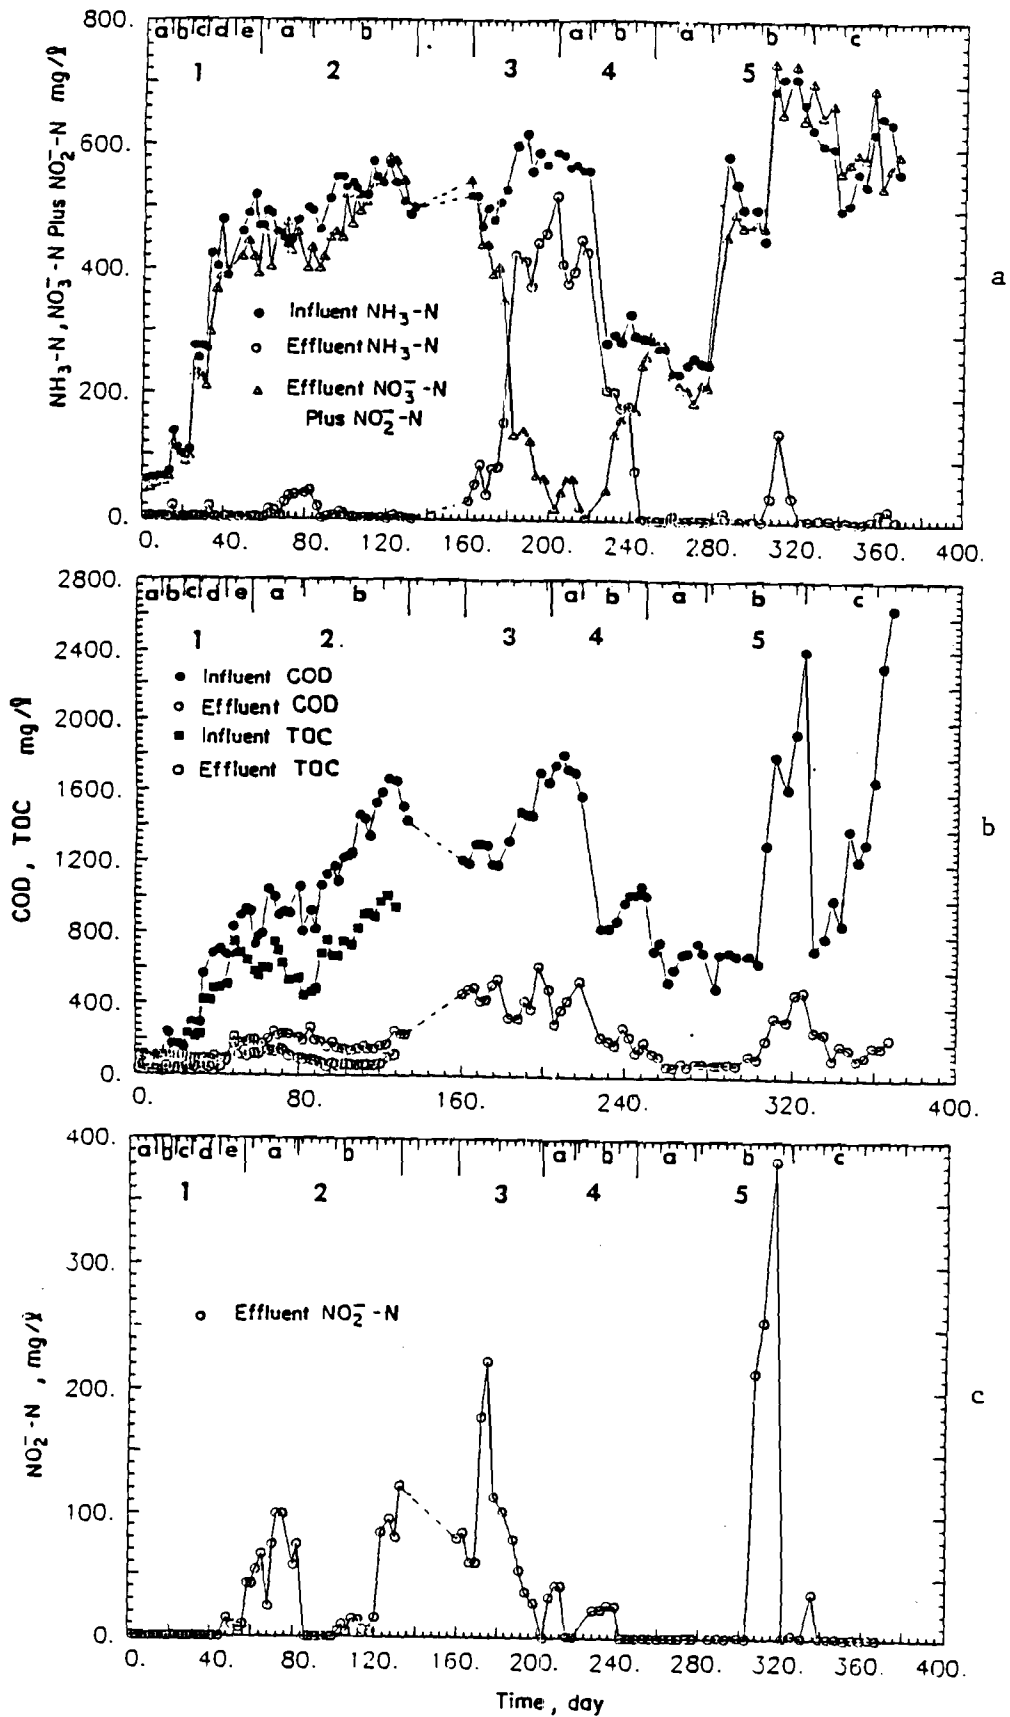 800.
a b c d e a b a b a b c
1 2 3 4 5
600.
400.
200.
0.
NH3-N, NO3⁻-N Plus NO2⁻-N mg/ℓ
● Influent NH3-N
○ Effluent NH3-N
△ Effluent NO3⁻-N
Plus NO2⁻-N
a
0. 40. 80. 120. 160. 200. 240. 280. 320. 360. 400.
2800.
a b c d e a b a b a b c
1 2. 3 4 5
2400.
2000.
1600.
1200.
800.
400.
0.
COD, TOC mg/ℓ
● Influent COD
○ Effluent COD
■ Influent TOC
○ Effluent TOC
b
0. 80. 160. 240. 320. 400.
400.
a b c d e a b a b a b c
1 2 3 4 5
300.
200.
100.
0.
NO2⁻-N, mg/ℓ
○ Effluent NO2⁻-N
c
0. 40. 80. 120. 160. 200. 240. 280. 320. 360. 400.
Time, day